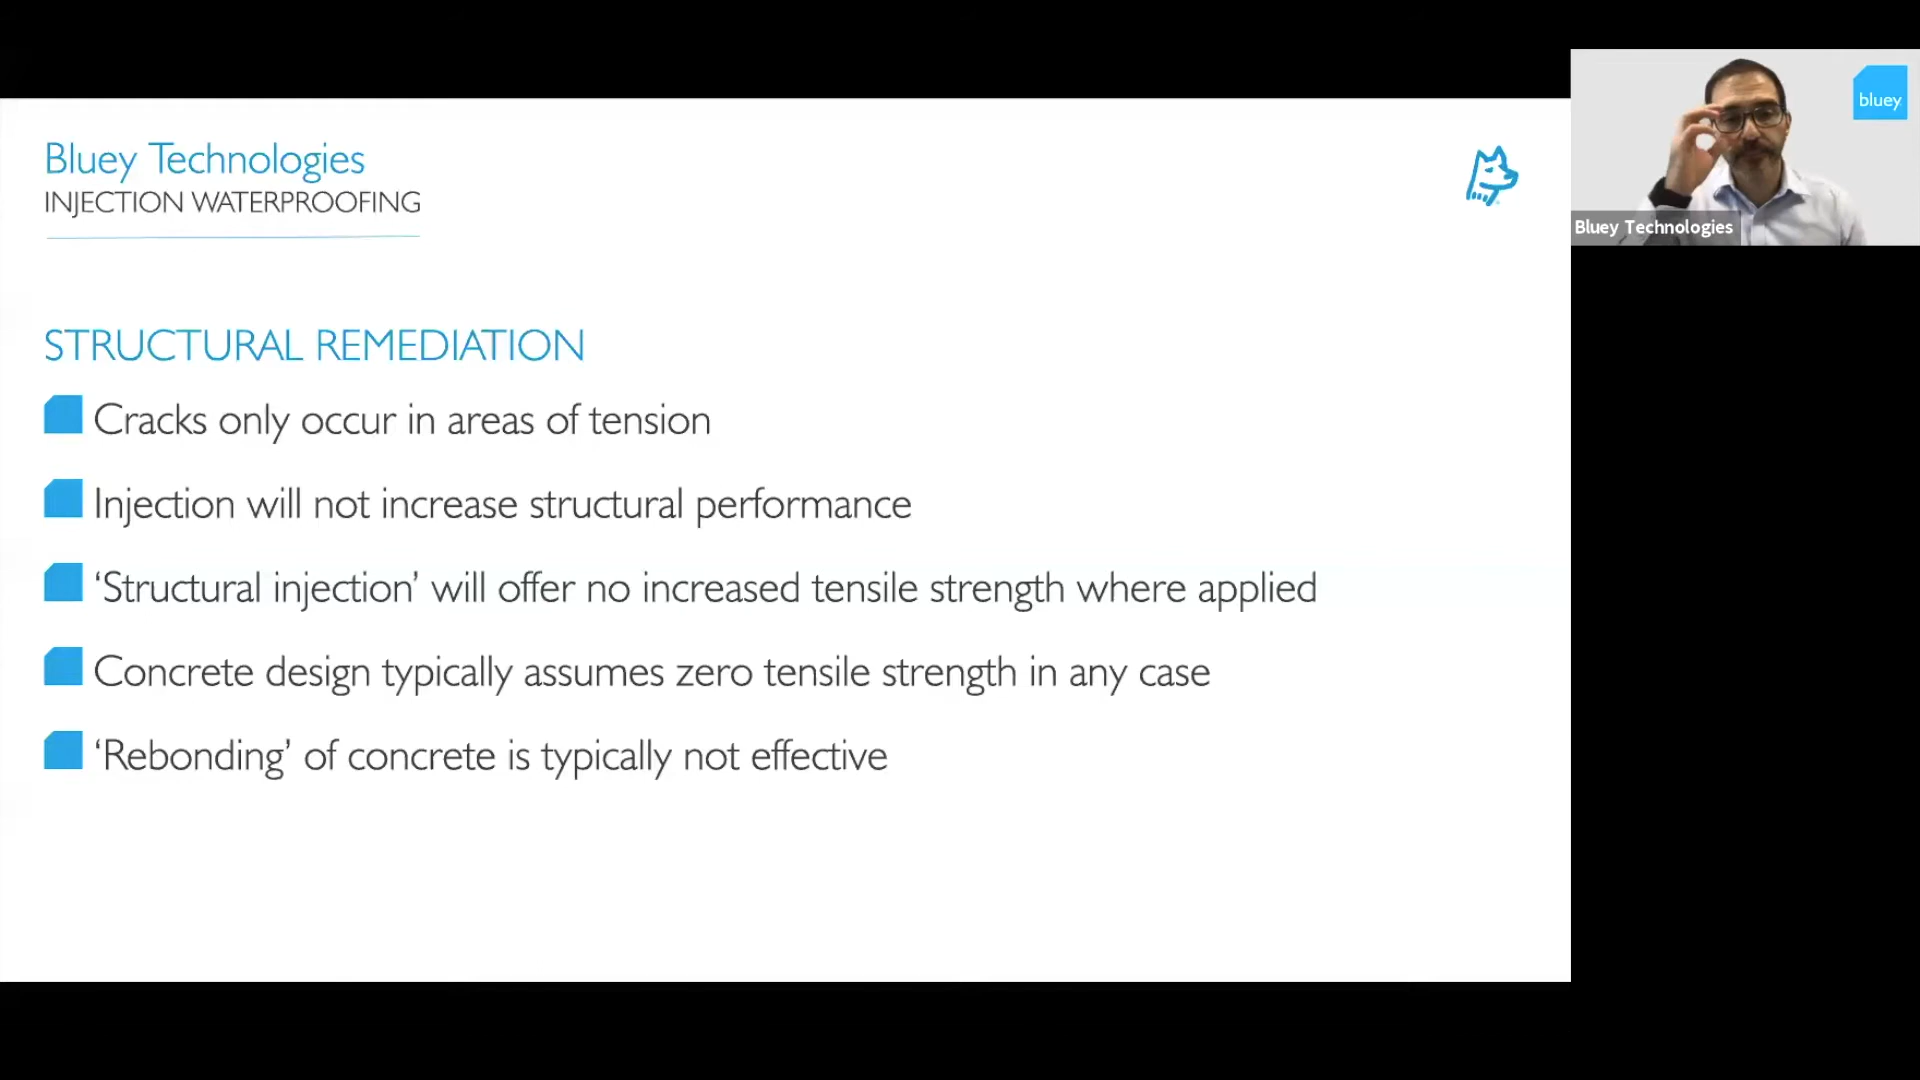 Bluey Technologies
INJECTION WATERPROOFING
STRUCTURAL REMEDIATION
Cracks only occur in areas of tension
Injection will not increase structural performance
‘Structural injection’ will offer no increased tensile strength where applied
Concrete design typically assumes zero tensile strength in any case
‘Rebonding’ of concrete is typically not effective
bluey
Bluey Technologies